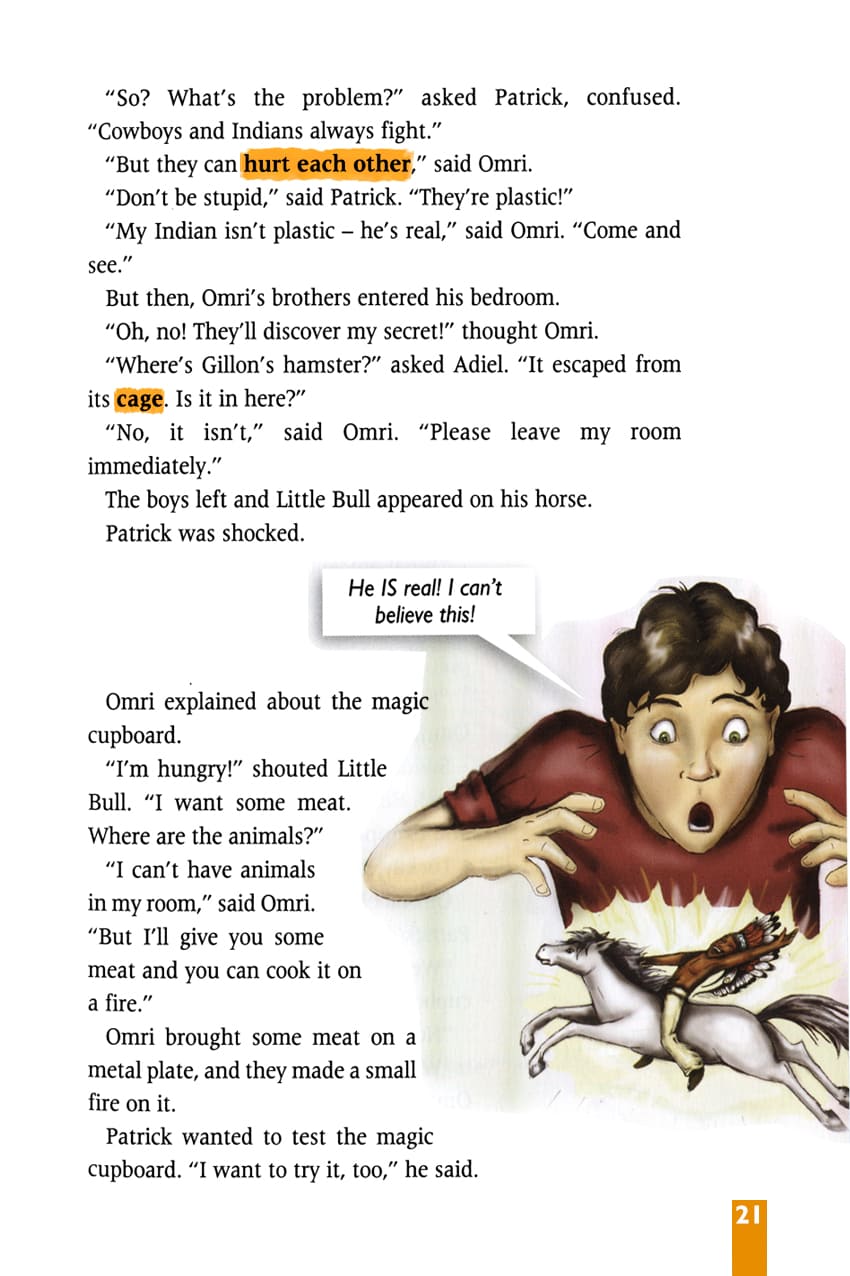 “So? What’s the problem?” asked Patrick, confused.
“Cowboys and Indians always fight.”
“But they can hurt each other,” said Omri.
“Don’t be stupid,” said Patrick. “They’re plastic!”
“My Indian isn’t plastic – he’s real,” said Omri. “Come and
see.”
But then, Omri’s brothers entered his bedroom.
“Oh, no! They’ll discover my secret!” thought Omri.
“Where’s Gillon’s hamster?” asked Adiel. “It escaped from
its cage. Is it in here?”
“No, it isn’t,” said Omri. “Please leave my room
immediately.”
The boys left and Little Bull appeared on his horse.
Patrick was shocked.
He IS real! I can’t
believe this!
Omri explained about the magic
cupboard.
“I’m hungry!” shouted Little
Bull. “I want some meat.
Where are the animals?”
“I can’t have animals
in my room,” said Omri.
“But I’ll give you some
meat and you can cook it on
a fire.”
Omri brought some meat on a
metal plate, and they made a small
fire on it.
Patrick wanted to test the magic
cupboard. “I want to try it, too,” he said.
21